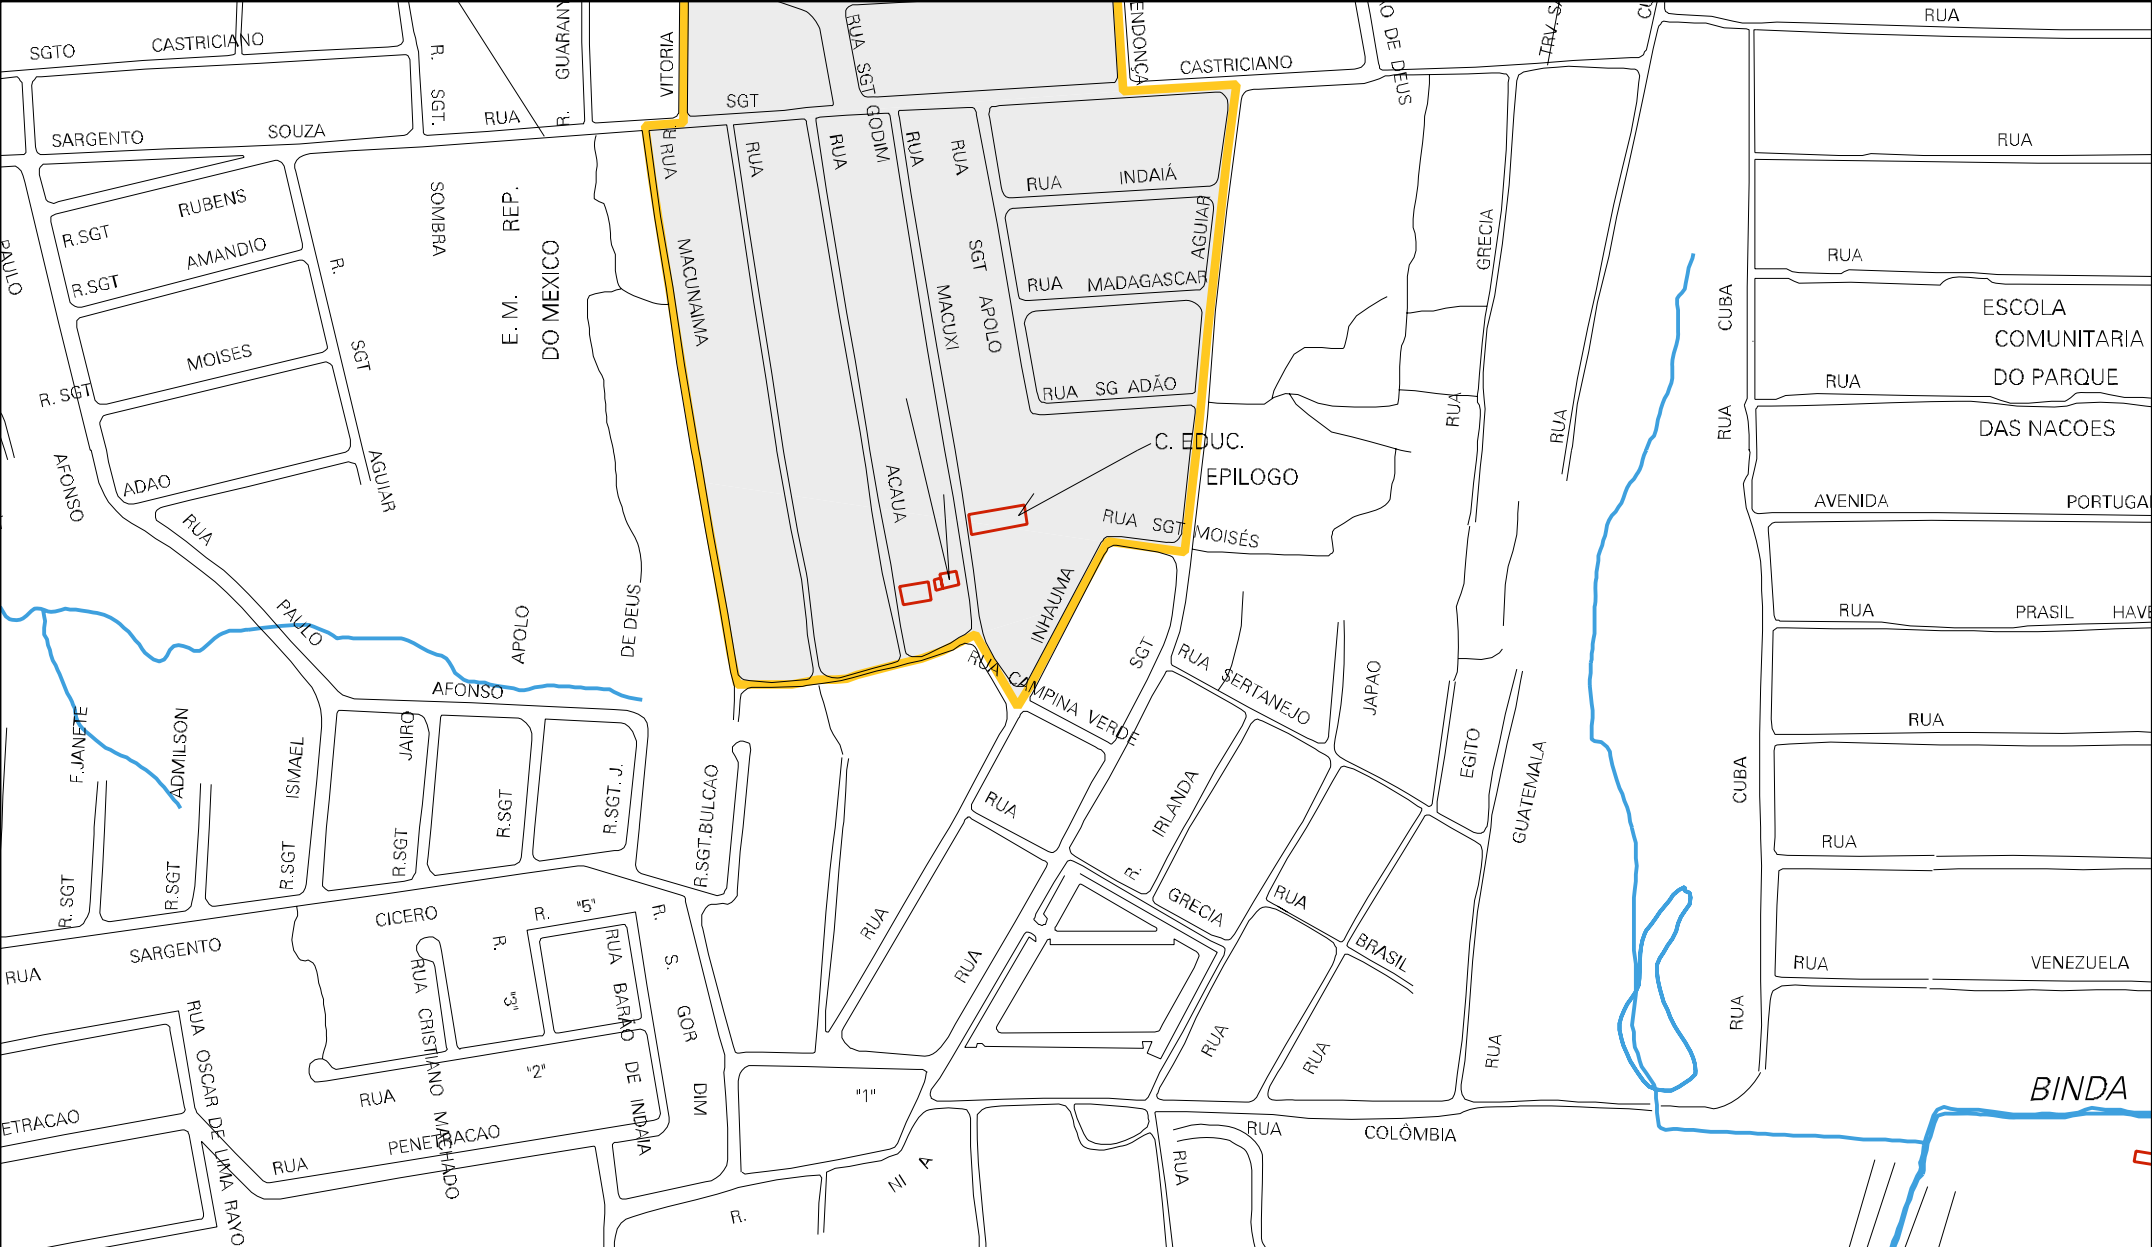 SGTO CASTRICIANO
R. SGT. SOMBRA
R. GUARANY
VITORIA
RUA SGT GODIM
CASTRICIANO
RUA
SARGENTO SOUZA RUA
SGT
RUA
R.SGT RUBENS
R.SGT AMANDIO
R. SGT MOISES
ADAO
R. SGT AGUIAR
PAULO
AFONSO
RUA PAULO
AFONSO
E. M. REP.
DO MEXICO
APOLO
DE DEUS
RUA MACUNAIMA
RUA
RUA ACAUA
RUA MACUXI
RUA SGT APOLO
RUA INDAIÁ
RUA MADAGASCAR
RUA SG ADÃO
AGUIAR
C. EDUC.
EPILOGO
RUA SGT MOISÉS
INHAUMA
RUA CAMPINA VERDE
SGT
RUA SERTANEJO
JAPAO
GRECIA
RUA
RUA
EGITO
GUATEMALA
CUBA
RUA
CUBA
RUA
RUA
RUA
ESCOLA
COMUNITARIA
DO PARQUE
DAS NACOES
AVENIDA
RUA PRASIL
RUA
RUA
RUA VENEZUELA
BINDA
F.JANETE
R. SGT
ADMILSON
R.SGT
ISMAEL
R.SGT
JAIRO
R.SGT
R.SGT
R.SGT. J.
R.SGT.BULCAO
RUA
RUA
RUA
R. IRLANDA
GRECIA
RUA BRASIL
RUA
RUA
RUA
RUA COLÔMBIA
RUA
RUA SARGENTO CICERO
R. "5"
R. "3"
R. S. GOR DIM
RUA BARÃO DE INDAIA
RUA CRISTIANO MACHADO
RUA "2"
"1"
RUA OSCAR DE LIMA RAYO
ETRACAO
RUA PENETRACAO
R.
NI A